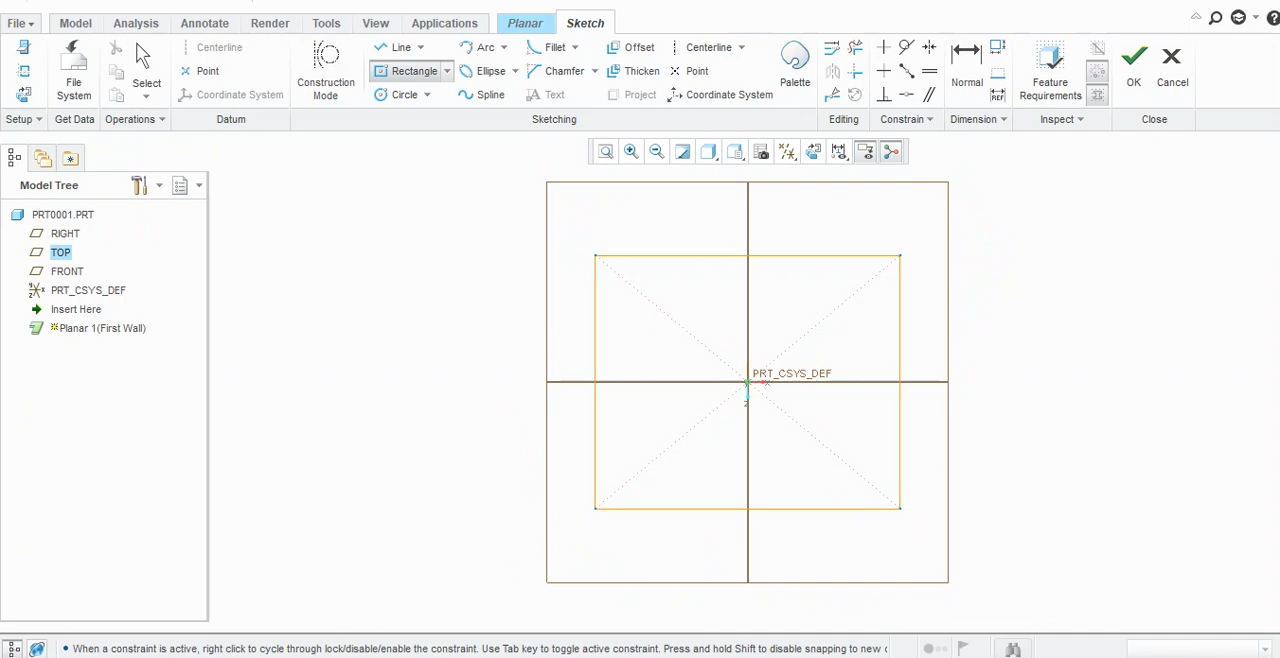 File Model Analysis Annotate Render Tools View Applications Planar Sketch
Centerline Line Arc Fillet Offset Centerline
Point Rectangle Ellipse Chamfer Thicken Point
File System Select Coordinate System Construction Mode Circle Spline Text Project Coordinate System Palette Normal REF Feature Requirements OK Cancel
Setup Get Data Operations Datum Sketching Editing Constrain Dimension Inspect Close
Model Tree
PRT0001.PRT
RIGHT
TOP
FRONT
PRT_CSYS_DEF
Insert Here
Planar 1(First Wall)
PRT_CSYS_DEF
x
z
When a constraint is active, right click to cycle through lock/disable/enable the constraint. Use Tab key to toggle active constraint. Press and hold Shift to disable snapping to new